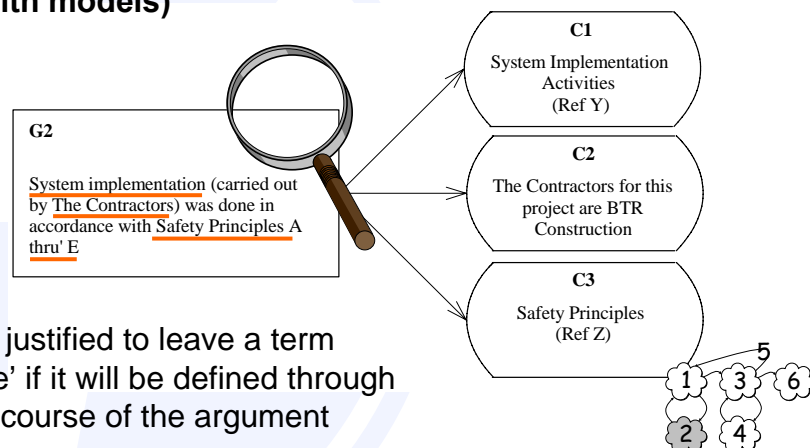 ith models)
G2
System implementation (carried out
by The Contractors) was done in
accordance with Safety Principles A
thru' E
C1
System Implementation
Activities
(Ref Y)
C2
The Contractors for this
project are BTR
Construction
C3
Safety Principles
(Ref Z)
justified to leave a term
e' if it will be defined through
course of the argument
5
1 3 6
2 4